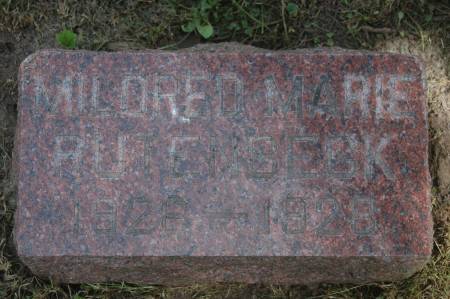 MILDRED MARIE
RUTENBECK
1928 — 1928